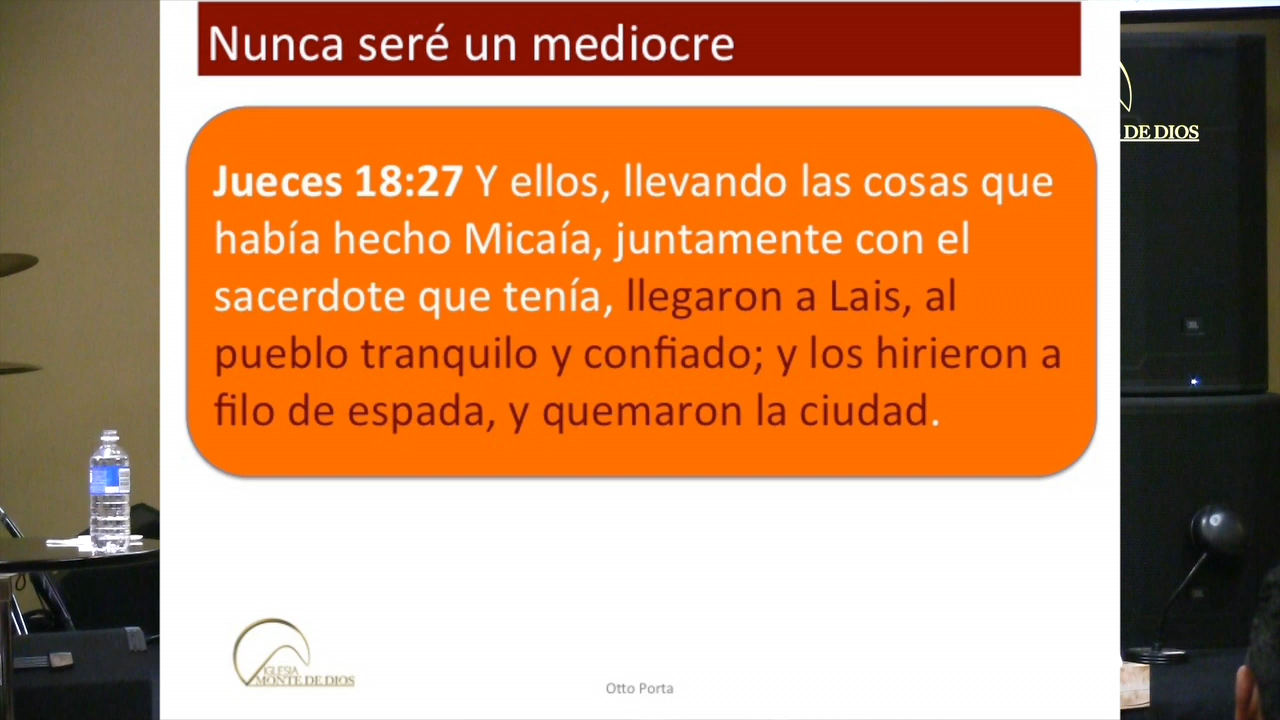 Nunca seré un mediocre
Jueces 18:27 Y ellos, llevando las cosas que
había hecho Micaía, juntamente con el
sacerdote que tenía, llegaron a Lais, al
pueblo tranquilo y confiado; y los hirieron a
filo de espada, y quemaron la ciudad.
IGLESIA
MONTE DE DIOS
Otto Porta
DE DIOS
JBL